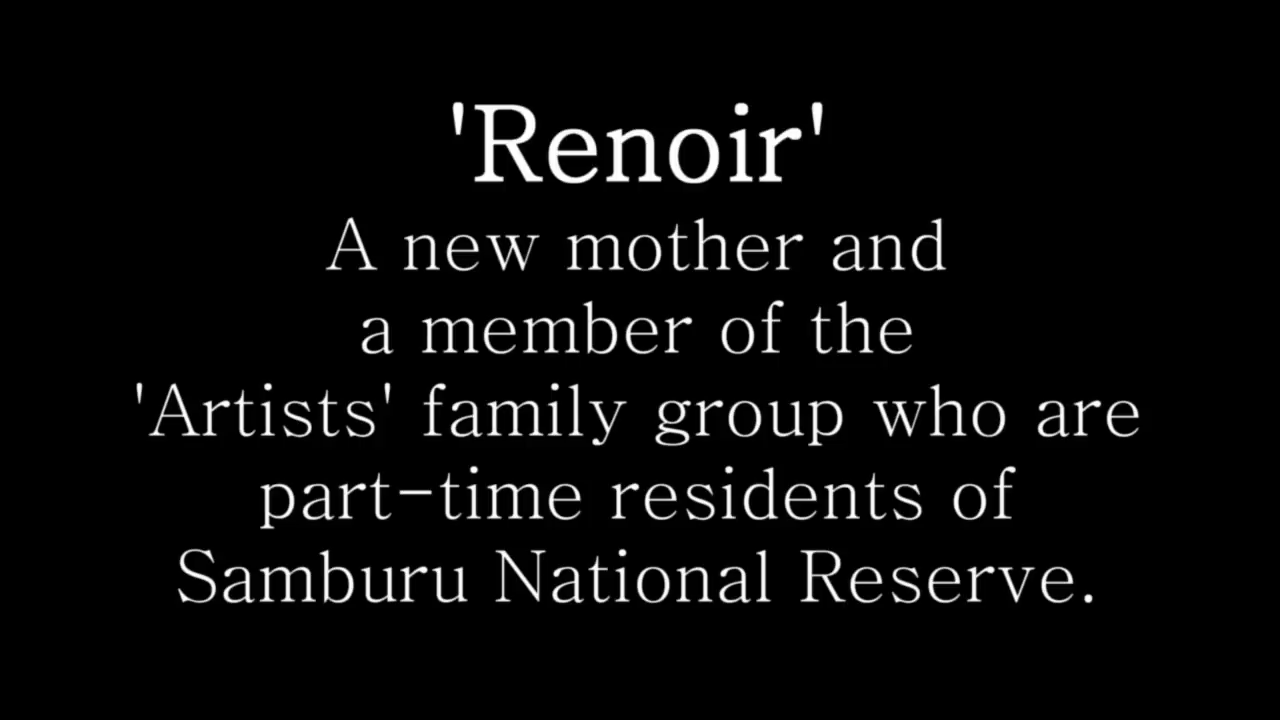 'Renoir'
A new mother and
a member of the
'Artists' family group who are
part-time residents of
Samburu National Reserve.